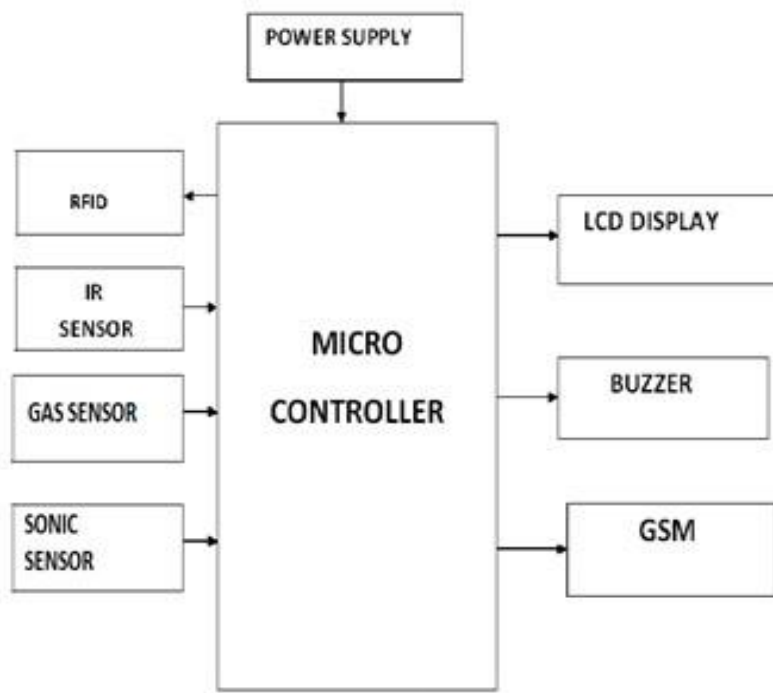 POWER SUPPLY
RFID
IR
SENSOR
GAS SENSOR
SONIC
SENSOR
MICRO
CONTROLLER
LCD DISPLAY
BUZZER
GSM